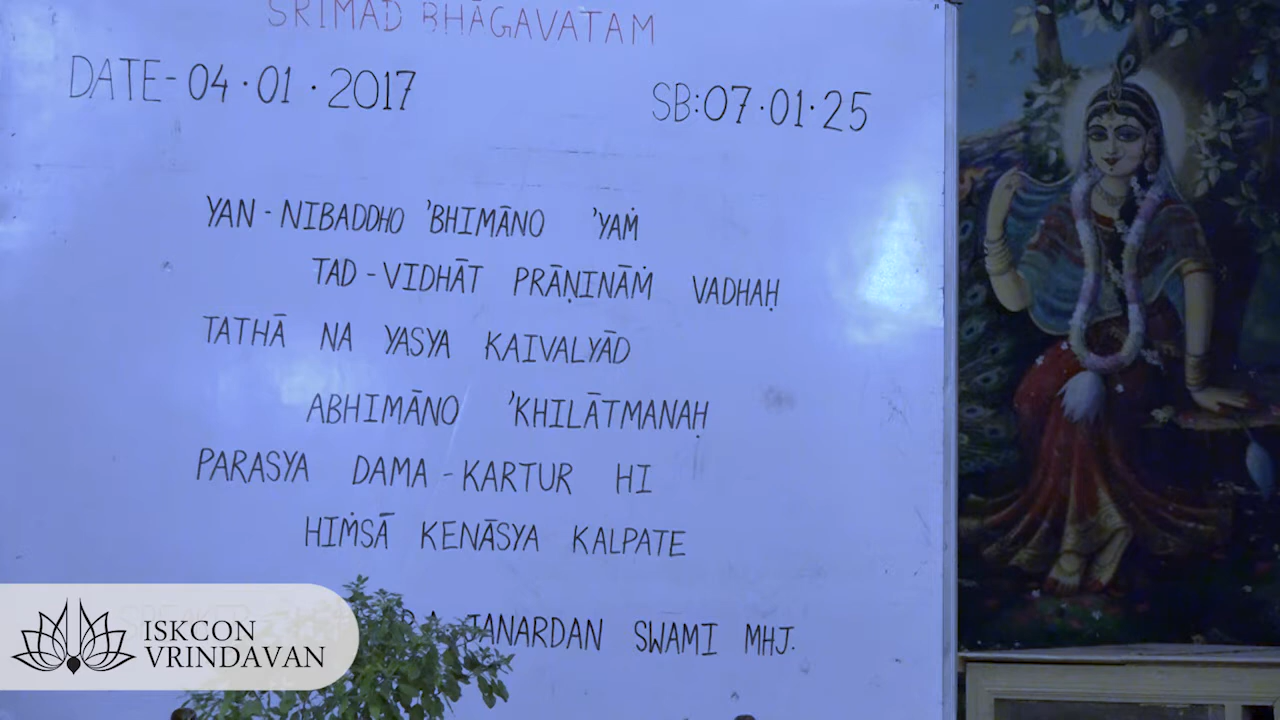 SRIMAD BHĀGAVATAM
DATE-04.01.2017
SB:07.01.25
YAN-NIBADDHO 'BHIMĀNO 'YAṀ
TAD-VIDHĀT PRĀṆINĀṀ VADHAḤ
TATHĀ NA YASYA KAIVALYĀD
ABHIMĀNO 'KHILĀTMANAḤ
PARASYA DAMA-KARTUR HI
HIṀSĀ KENĀSYA KALPATE
JANARDAN SWAMI MHJ.
ISKCON
VRINDAVAN